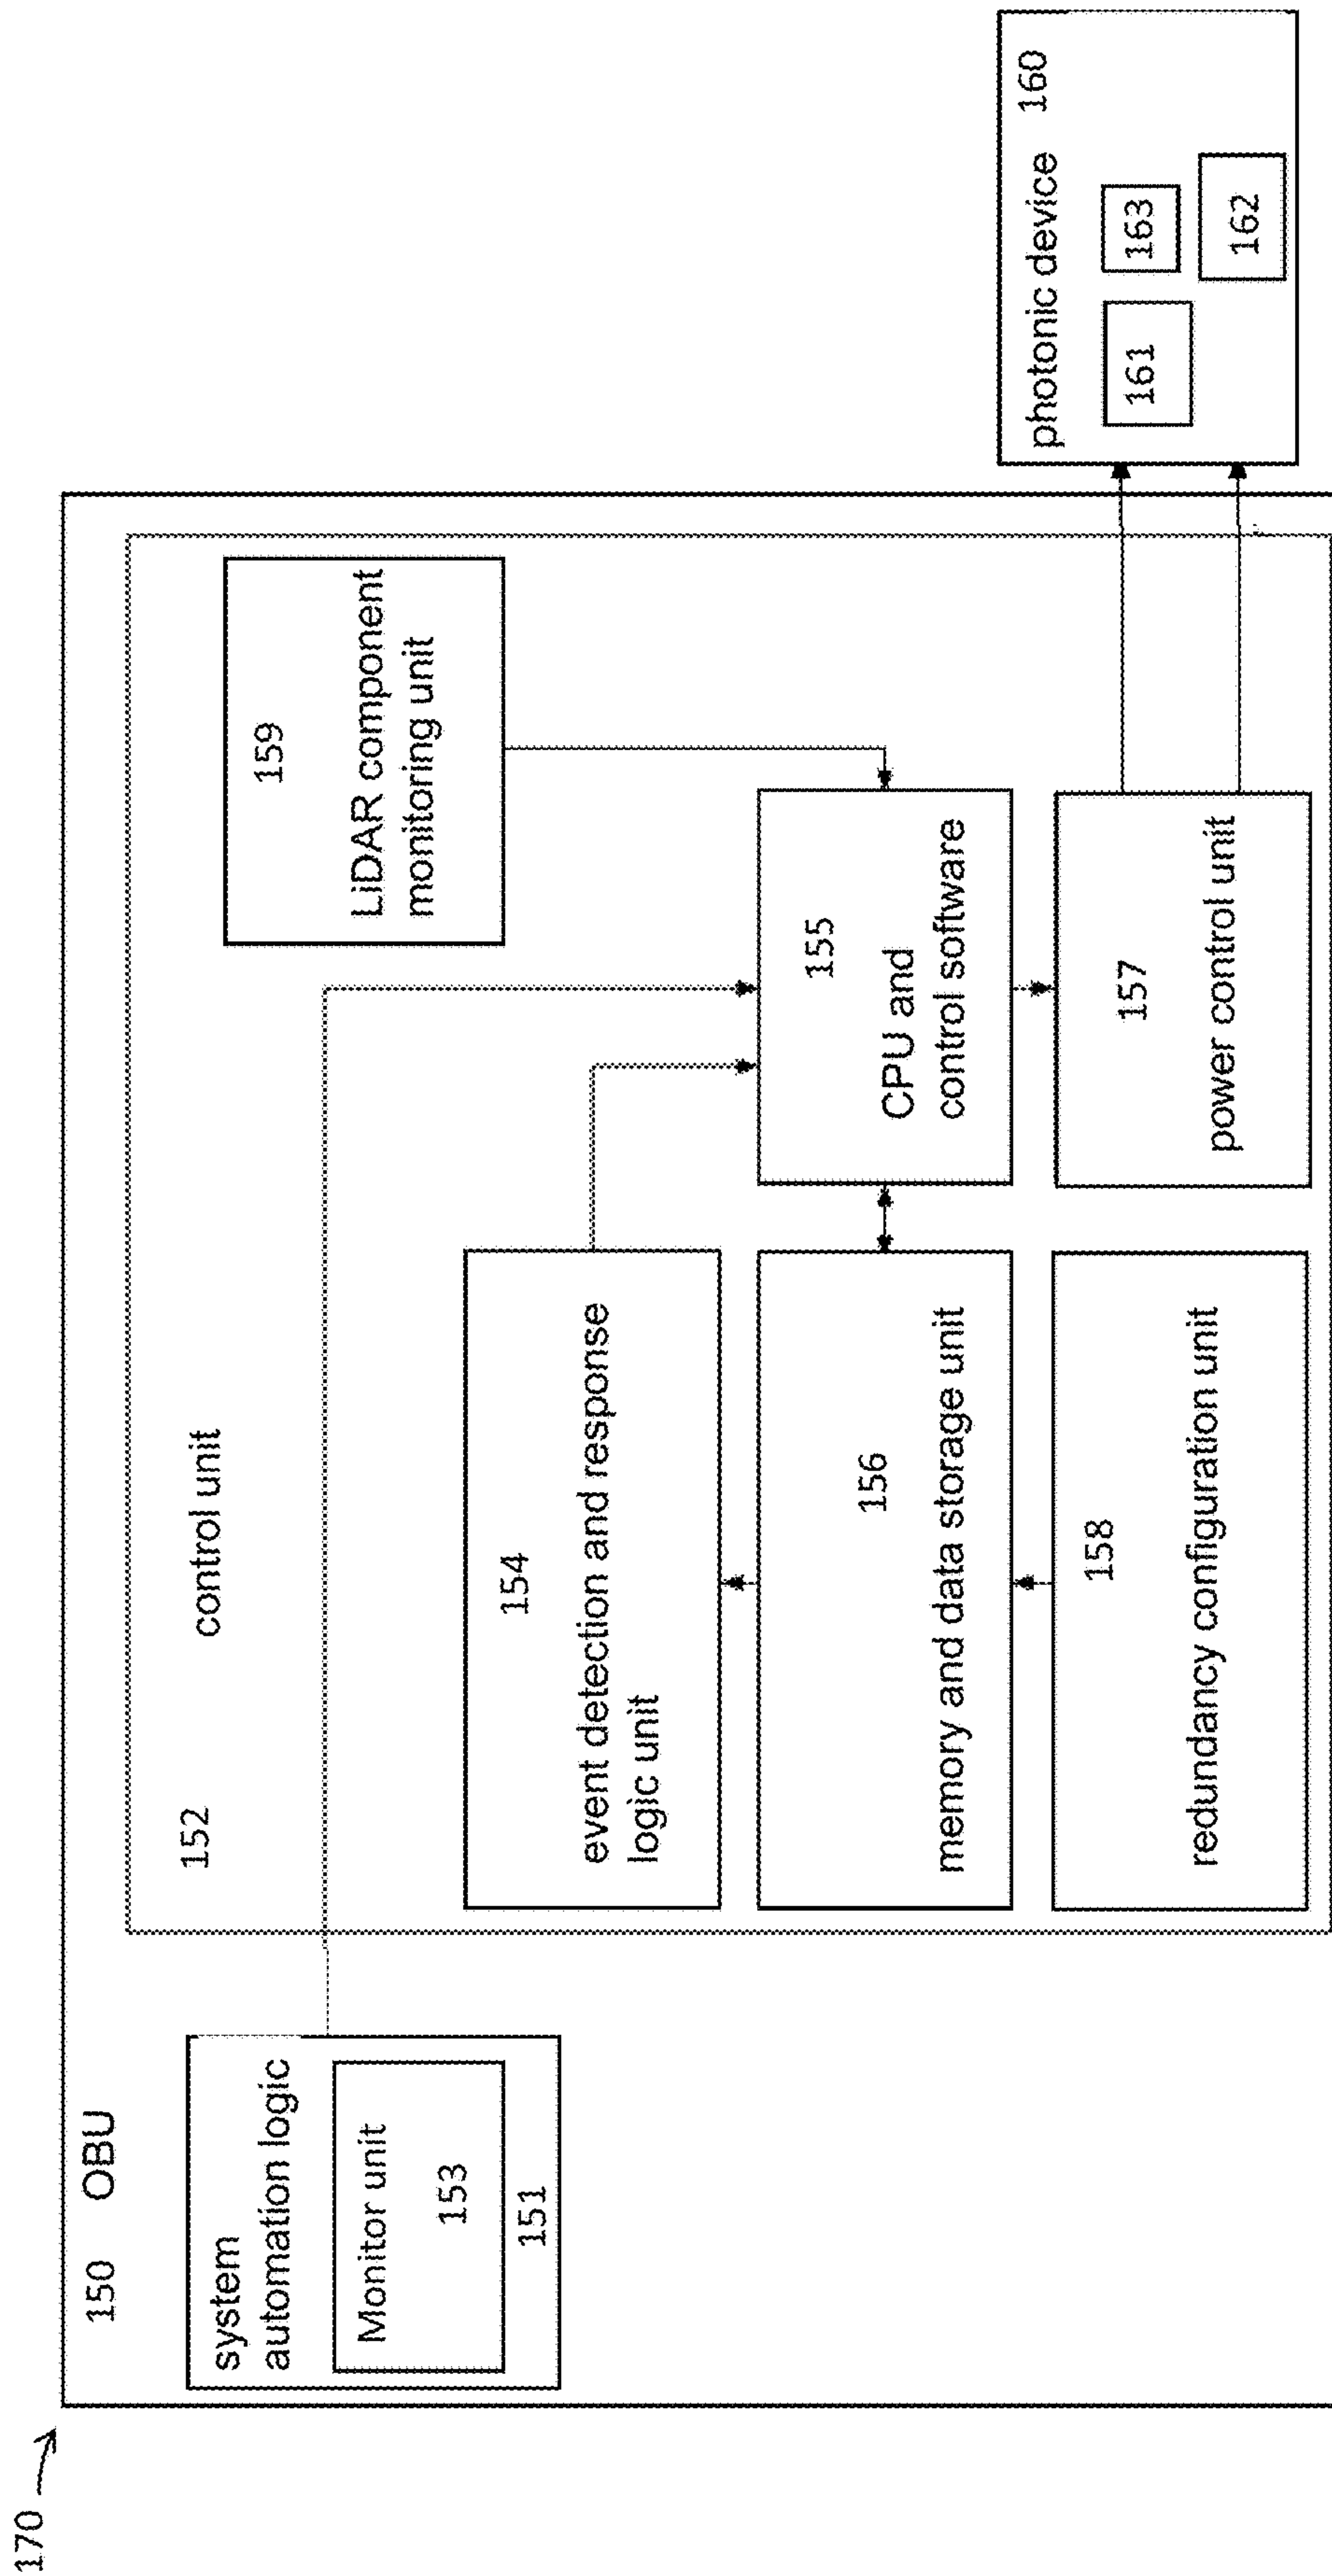 170
150 OBU
system
automation logic
Monitor unit
153
151
152
control unit
154
event detection and response
logic unit
156
memory and data storage unit
158
redundancy configuration unit
159
LiDAR component
monitoring unit
155
CPU and
control software
157
power control unit
photonic device 160
161
163
162